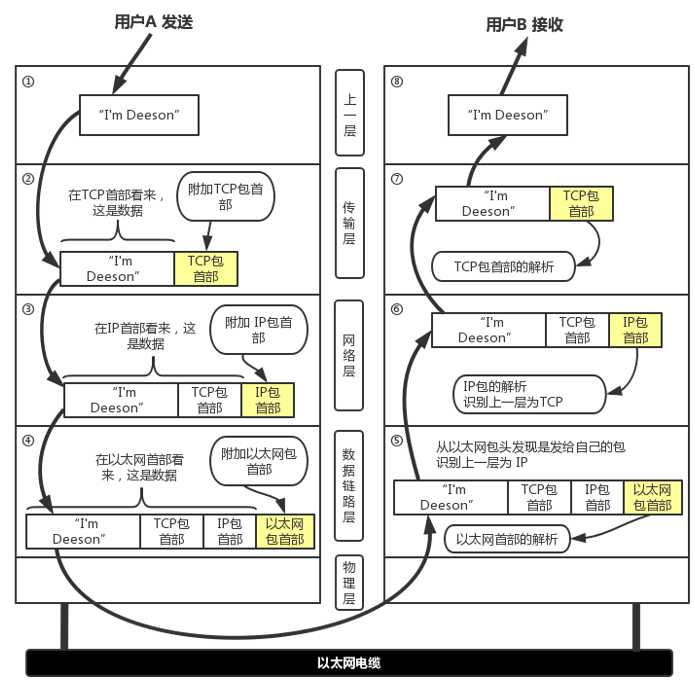 用户A 发送
用户B 接收
①
“I'm Deeson”
上一层
⑧
“I'm Deeson”
②
在TCP首部看来，
这是数据
附加TCP包首
部
“I'm
Deeson”
TCP包
首部
传输层
⑦
“I'm
Deeson”
TCP包
首部
TCP包首部的解析
③
在IP首部看来，这
是数据
附加 IP包首
部
“I'm
Deeson”
TCP包
首部
IP包
首部
网络层
⑥
“I'm
Deeson”
TCP包
首部
IP包
首部
IP包的解析
识别上一层为TCP
④
在以太网首部看
来，这是数据
附加以太网包
首部
“I'm
Deeson”
TCP包
首部
IP包
首部
以太网
包首部
数据链路层
⑤
从以太网包头发现是发给自己的包
识别上一层为 IP
“I'm
Deeson”
TCP包
首部
IP包
首部
以太网
包首部
以太网首部的解析
物理层
以太网电缆